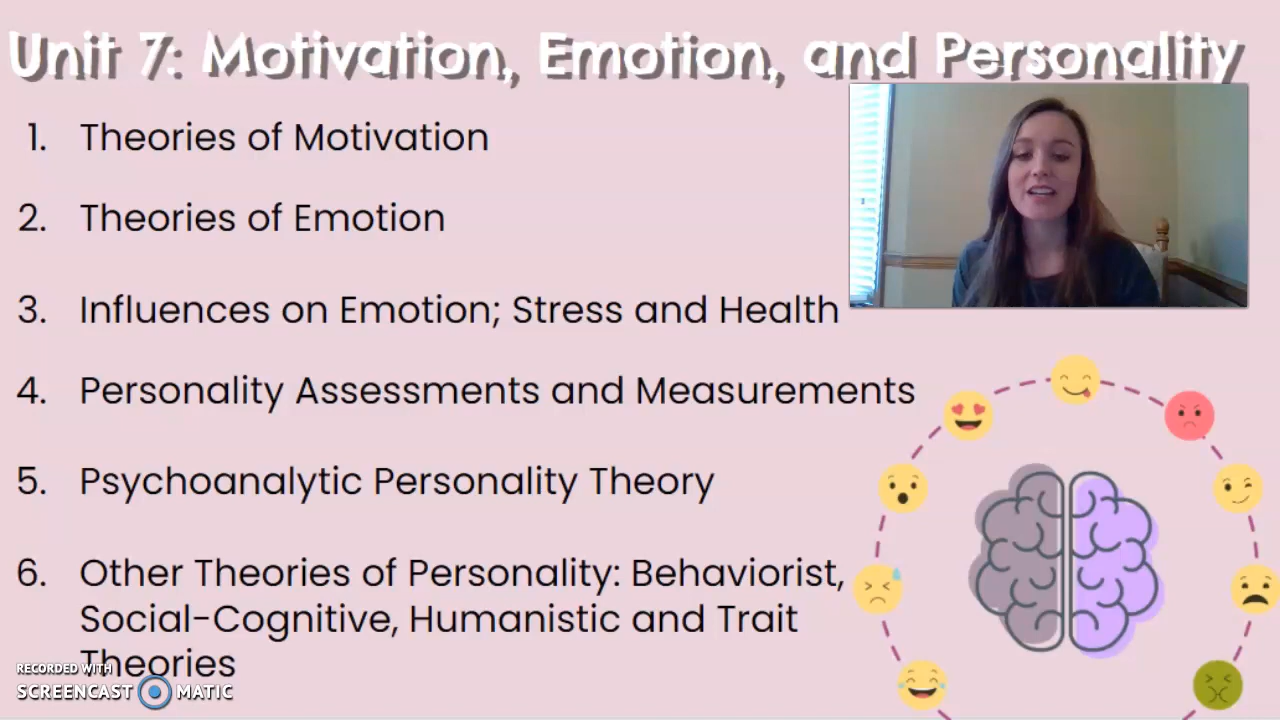 Unit 7: Motivation, Emotion, and Personality
1. Theories of Motivation
2. Theories of Emotion
3. Influences on Emotion; Stress and Health
4. Personality Assessments and Measurements
5. Psychoanalytic Personality Theory
6. Other Theories of Personality: Behaviorist,
Social-Cognitive, Humanistic and Trait
Theories
RECORDED WITH
SCREENCAST MATIC